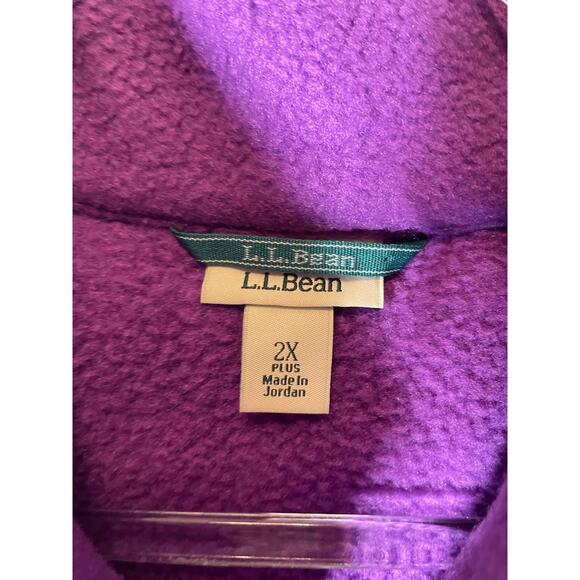 L.L.Bean
L.L.Bean
2X
PLUS
Made In
Jordan